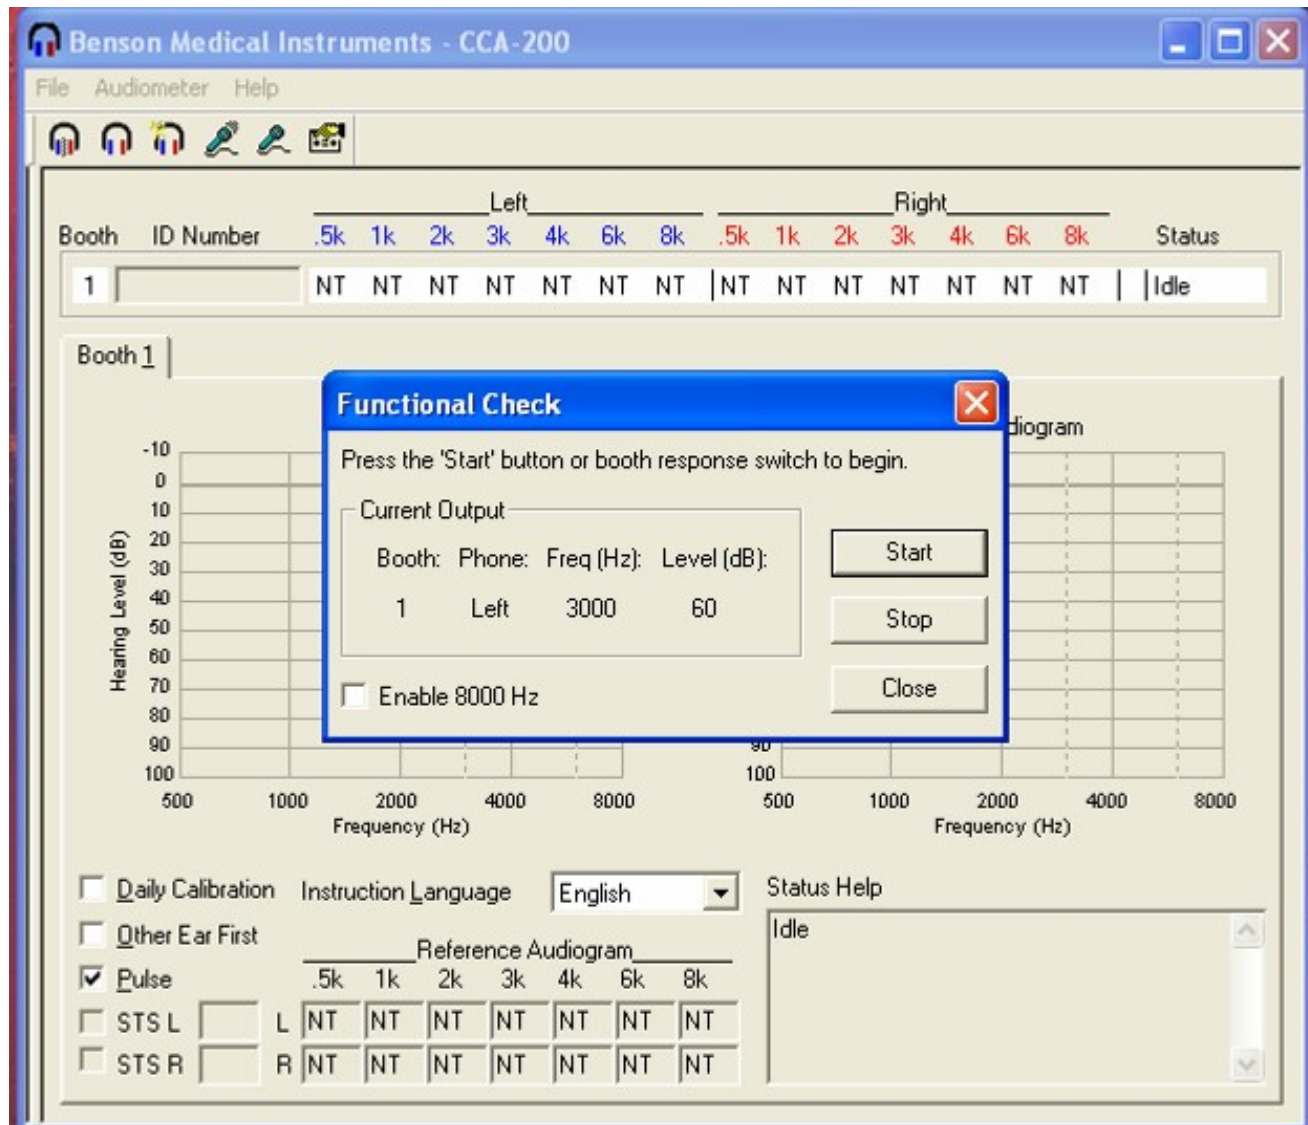 Benson Medical Instruments - CCA-200
File Audiometer Help
Left Right
Booth ID Number .5k 1k 2k 3k 4k 6k 8k .5k 1k 2k 3k 4k 6k 8k Status
1 NT NT NT NT NT NT NT NT NT NT NT NT NT NT Idle
Booth 1
Functional Check
Press the 'Start' button or booth response switch to begin.
Current Output
Booth: Phone: Freq (Hz): Level (dB):
1 Left 3000 60
Start
Stop
Close
Enable 8000 Hz
diogram
Hearing Level (dB)
-10
0
10
20
30
40
50
60
70
80
90
100
500 1000 2000 4000 8000
Frequency (Hz)
90
100
500 1000 2000 4000 8000
Frequency (Hz)
Daily Calibration
Other Ear First
Pulse
STS L
STS R
Instruction Language English
Reference Audiogram
.5k 1k 2k 3k 4k 6k 8k
L NT NT NT NT NT NT NT
R NT NT NT NT NT NT NT
Status Help
Idle